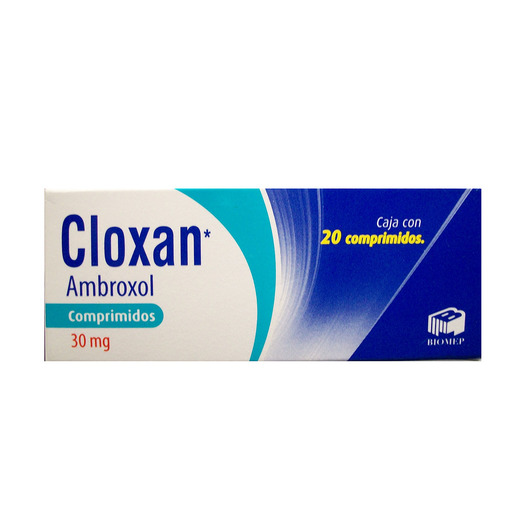 Cloxan*
Ambroxol
Comprimidos
30 mg
Caja con
20 comprimidos.
BIOMEP